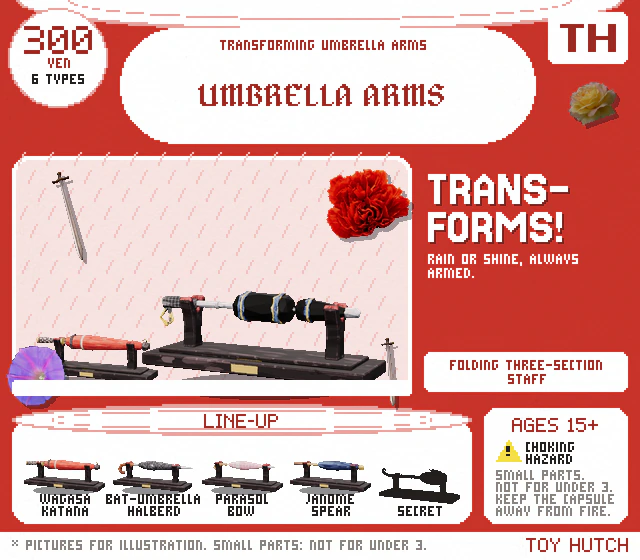 300
YEN
6 TYPES
TRANSFORMING UMBRELLA ARMS
UMBRELLA ARMS
TH
TRANS-
FORMS!
RAIN OR SHINE, ALWAYS
ARMED.
FOLDING THREE-SECTION
STAFF
LINE-UP
WAGASA
KATANA
BAT-UMBRELLA
HALBERD
PARASOL
BOW
JANOME
SPEAR
SECRET
AGES 15+
CHOKING
HAZARD
SMALL PARTS.
NOT FOR UNDER 3.
KEEP THE CAPSULE
AWAY FROM FIRE.
* PICTURES FOR ILLUSTRATION. SMALL PARTS: NOT FOR UNDER 3.
TOY HUTCH